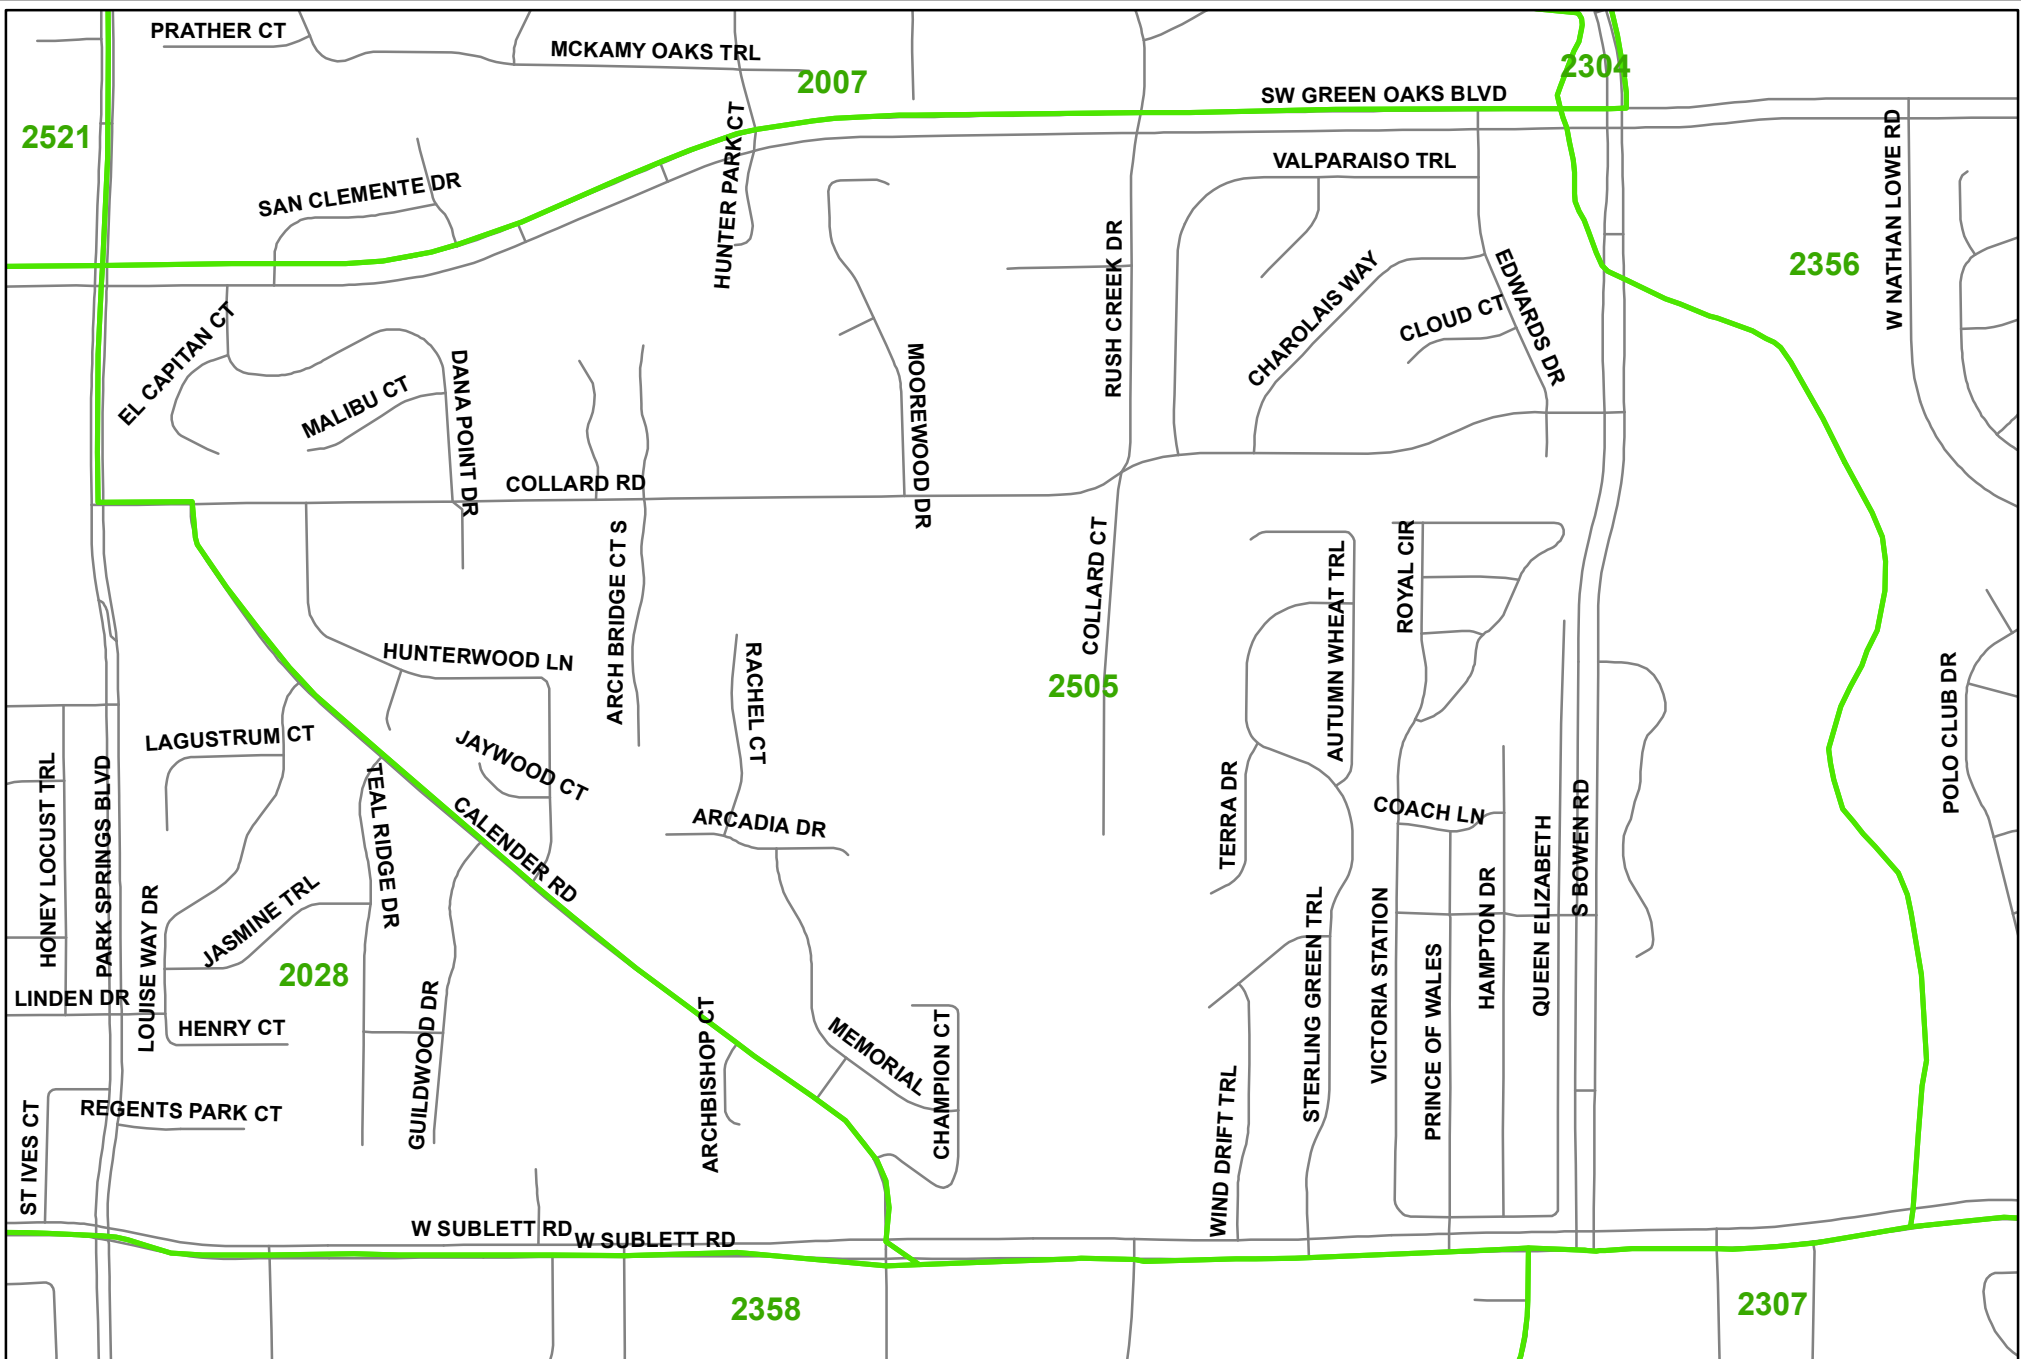 PRATHER CT
MCKAMY OAKS TRL
2007
2304
SW GREEN OAKS BLVD
2521
HUNTER PARK CT
VALPARAISO TRL
W NATHAN LOWE RD
SAN CLEMENTE DR
RUSH CREEK DR
CHAROLAIS WAY
EDWARDS DR
2356
EL CAPITAN CT
CLOUD CT
MALIBU CT
DANA POINT DR
MOOREWOOD DR
COLLARD RD
ARCH BRIDGE CT S
COLLARD CT
AUTUMN WHEAT TRL
ROYAL CIR
HUNTERWOOD LN
RACHEL CT
2505
POLO CLUB DR
LAGUSTRUM CT
JAYWOOD CT
HONEY LOCUST TRL
PARK SPRINGS BLVD
TEAL RIDGE DR
CALENDER RD
ARCADIA DR
TERRA DR
COACH LN
S BOWEN RD
QUEEN ELIZABETH
HAMPTON DR
JASMINE TRL
LOUISE WAY DR
STERLING GREEN TRL
VICTORIA STATION
PRINCE OF WALES
2028
LINDEN DR
HENRY CT
GUILDWOOD DR
ARCHBISHOP CT
MEMORIAL
CHAMPION CT
WIND DRIFT TRL
REGENTS PARK CT
ST IVES CT
W SUBLETT RD
W SUBLETT RD
2358
2307